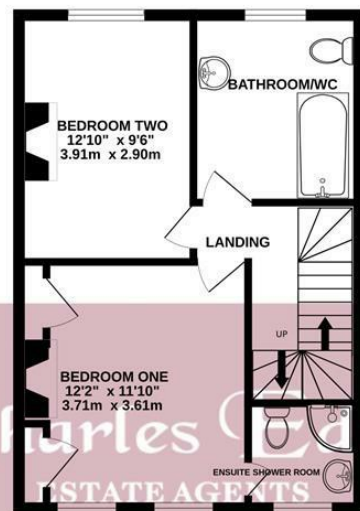 BATHROOM/WC
BEDROOM TWO
12'10" x 9'6"
3.91m x 2.90m
LANDING
UP
BEDROOM ONE
12'2" x 11'10"
3.71m x 3.61m
ENSUITE SHOWER ROOM
ESTATE AGENTS